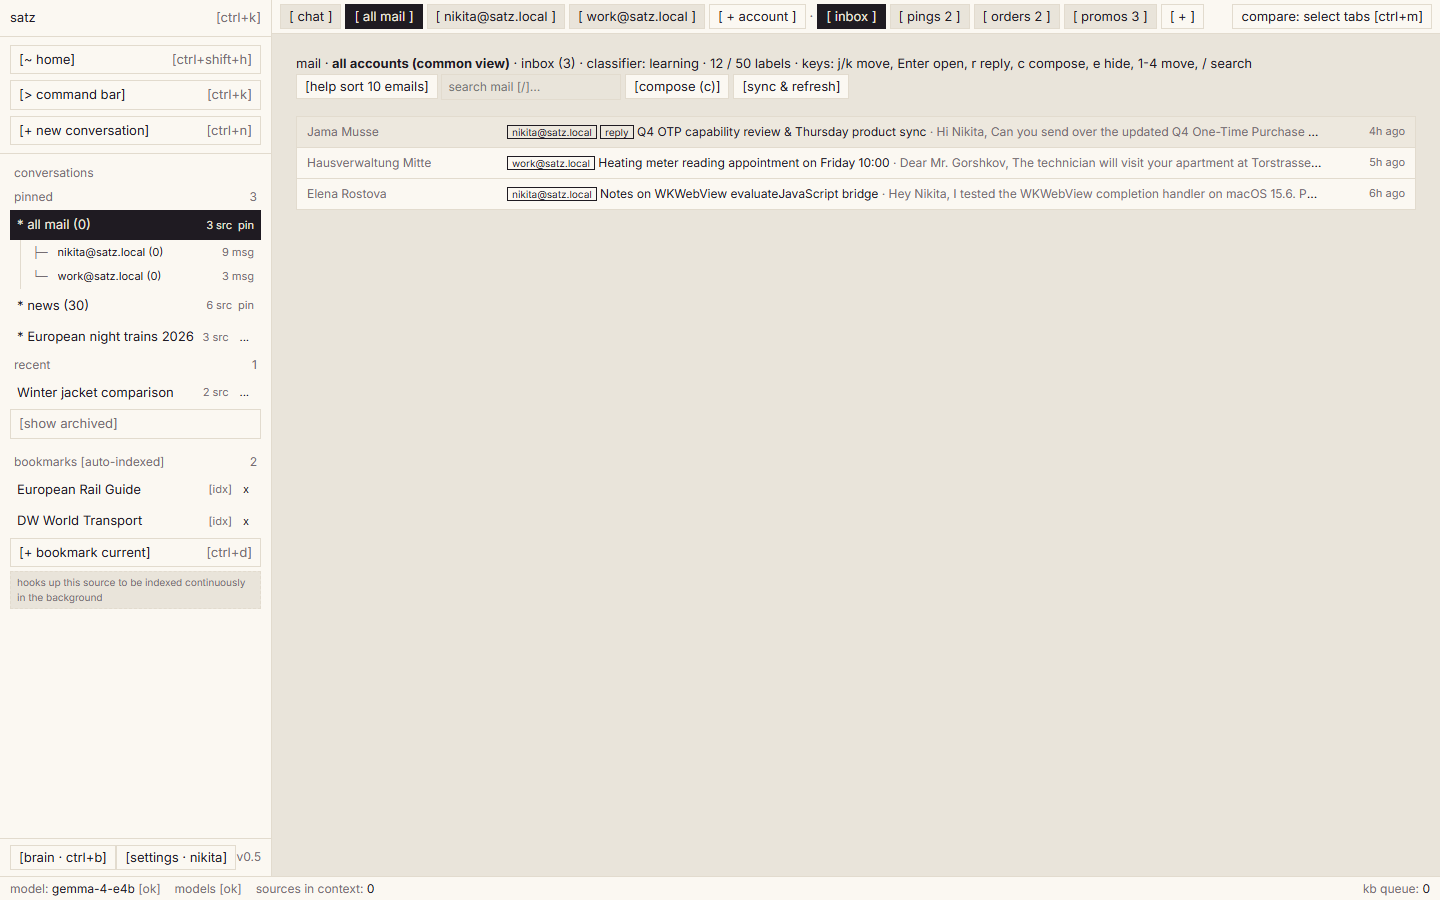 satz [ctrl+k]
[~ home] [ctrl+shift+h]
[> command bar] [ctrl+k]
[+ new conversation] [ctrl+n]
conversations
pinned 3
* all mail (0) 3 src pin
├─ nikita@satz.local (0) 9 msg
└─ work@satz.local (0) 3 msg
* news (30) 6 src pin
* European night trains 2026 3 src ...
recent 1
Winter jacket comparison 2 src ...
[show archived]
bookmarks [auto-indexed] 2
European Rail Guide [idx] x
DW World Transport [idx] x
[+ bookmark current] [ctrl+d]
hooks up this source to be indexed continuously
in the background
[brain · ctrl+b] [settings · nikita] v0.5
[ chat ] [ all mail ] [ nikita@satz.local ] [ work@satz.local ] [ + account ] · [ inbox ] [ pings 2 ] [ orders 2 ] [ promos 3 ] [ + ] compare: select tabs [ctrl+m]
mail · all accounts (common view) · inbox (3) · classifier: learning · 12 / 50 labels · keys: j/k move, Enter open, r reply, c compose, e hide, 1-4 move, / search
[help sort 10 emails] search mail [/]... [compose (c)] [sync & refresh]
Jama Musse nikita@satz.local reply Q4 OTP capability review & Thursday product sync · Hi Nikita, Can you send over the updated Q4 One-Time Purchase ... 4h ago
Hausverwaltung Mitte work@satz.local Heating meter reading appointment on Friday 10:00 · Dear Mr. Gorshkov, The technician will visit your apartment at Torstrasse... 5h ago
Elena Rostova nikita@satz.local Notes on WKWebView evaluateJavaScript bridge · Hey Nikita, I tested the WKWebView completion handler on macOS 15.6. P... 6h ago
model: gemma-4-e4b [ok] models [ok] sources in context: 0 kb queue: 0